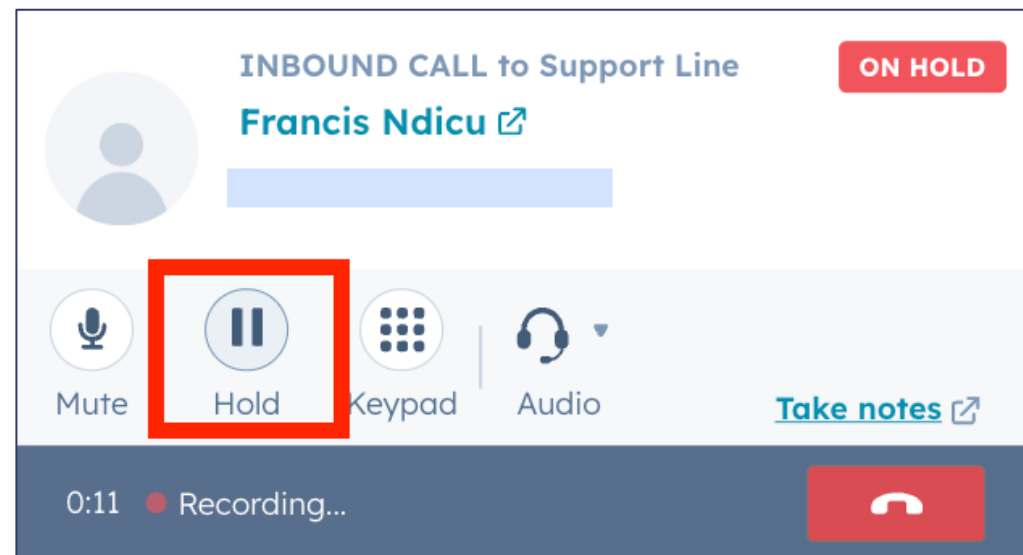 INBOUND CALL to Support Line
ON HOLD
Francis Ndicu
Mute
Hold
Keypad
Audio
Take notes
0:11
Recording...